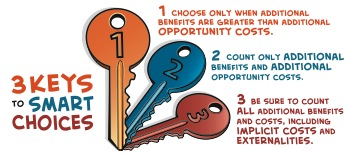 1 CHOOSE ONLY WHEN ADDITIONAL
BENEFITS ARE GREATER THAN ADDITIONAL
OPPORTUNITY COSTS.
1
2 COUNT ONLY ADDITIONAL
BENEFITS AND ADDITIONAL
OPPORTUNITY COSTS.
2
3 KEYS
TO SMART
CHOICES
3 BE SURE TO COUNT
ALL ADDITIONAL BENEFITS
AND COSTS, INCLUDING
IMPLICIT COSTS AND
EXTERNALITIES.
3